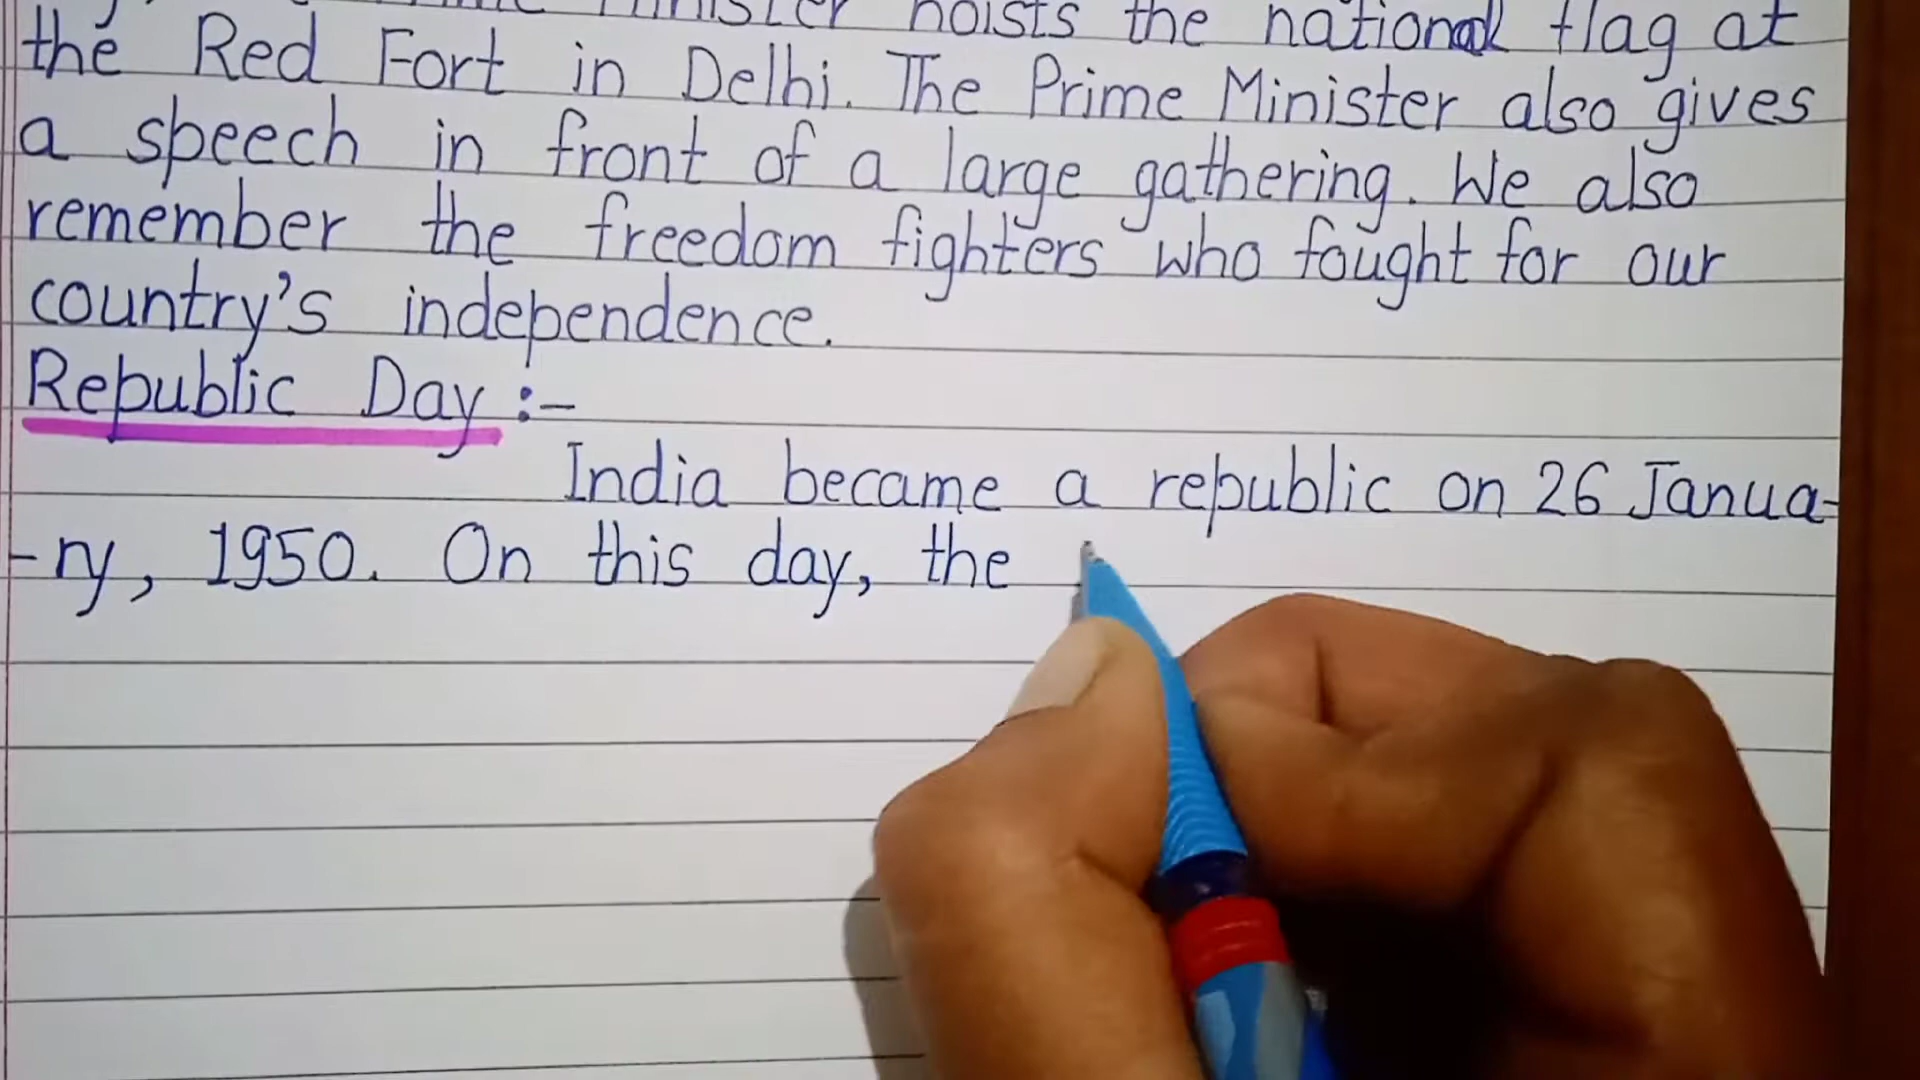 Minister hoists the national flag at
the Red Fort in Delhi. The Prime Minister also gives
a speech in front of a large gathering. We also
remember the freedom fighters who fought for our
country's independence.
Republic Day :-
India became a republic on 26 Janua-
-ry, 1950. On this day, the